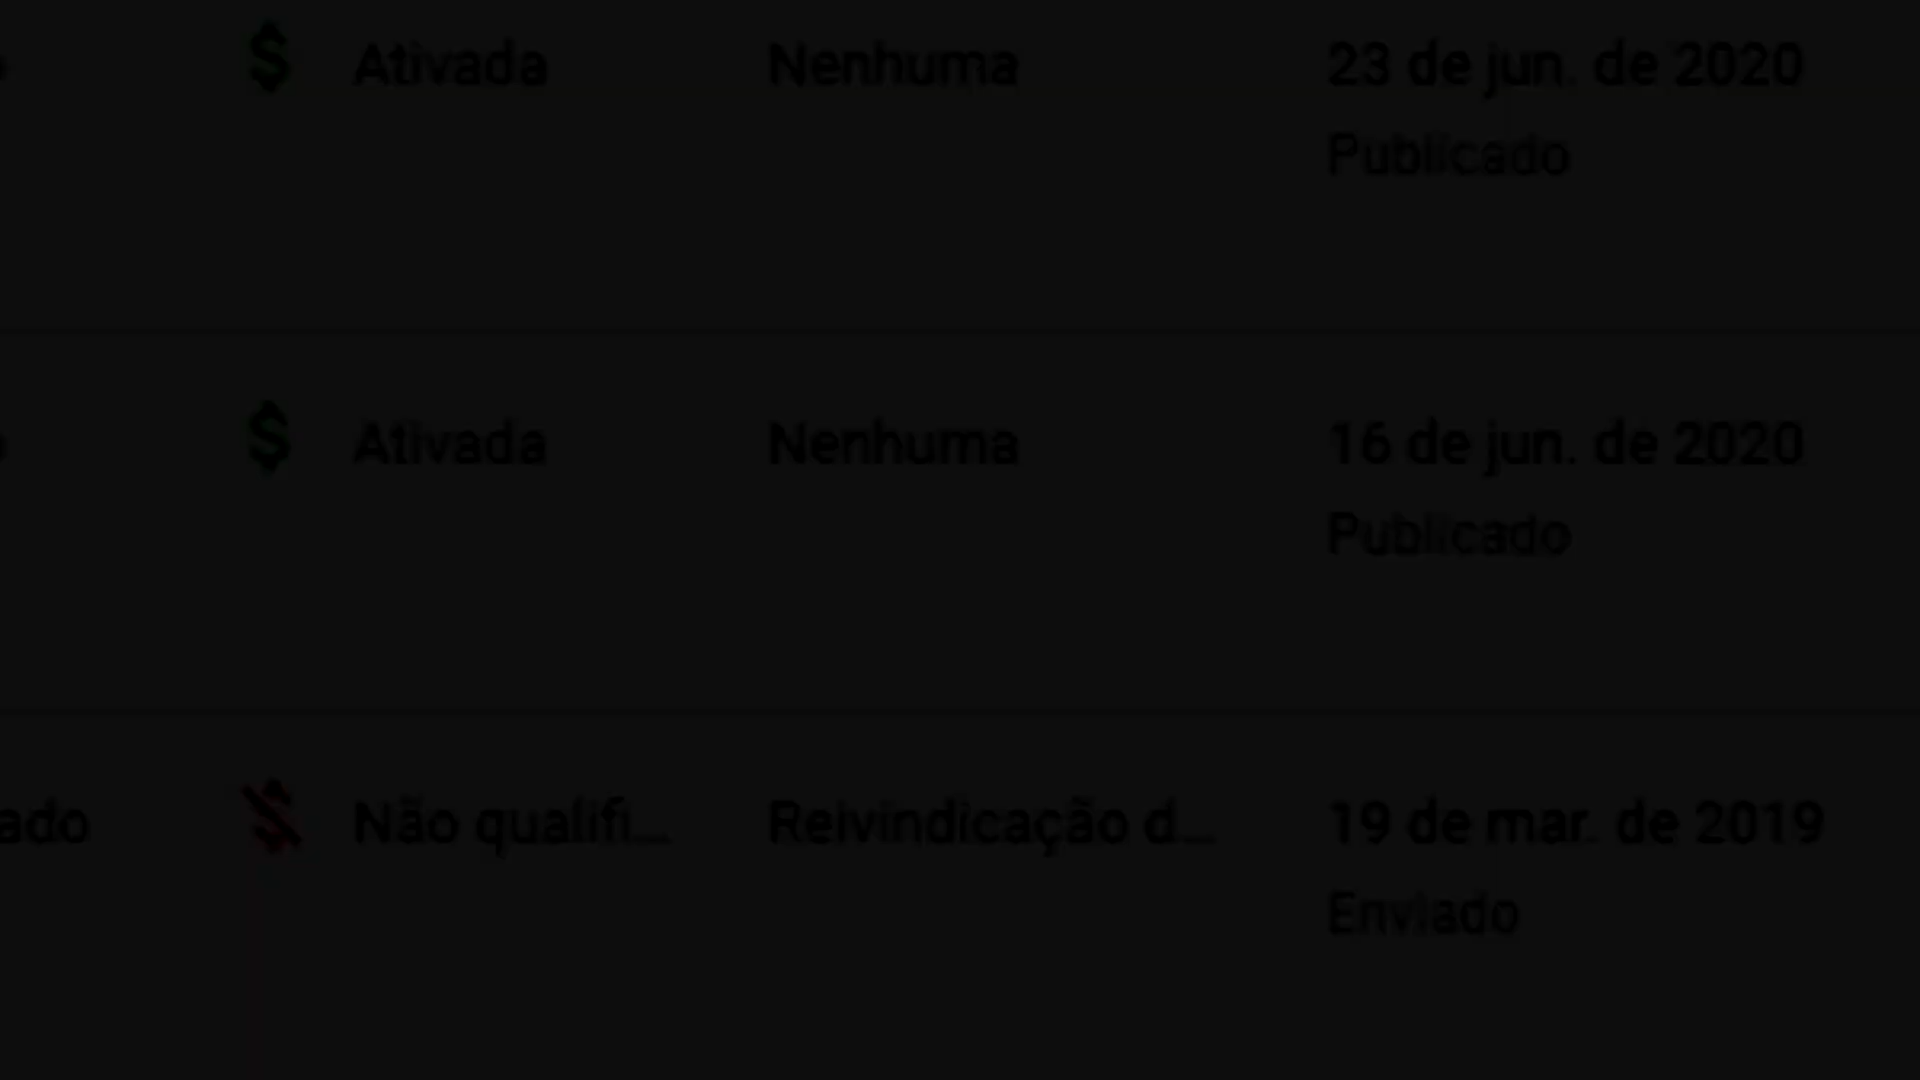 $ Ativada Nenhuma 23 de jun. de 2020
Publicado
$ Ativada Nenhuma 16 de jun. de 2020
Publicado
ado Não qualifi... Reivindicação d... 19 de mar. de 2019
Enviado